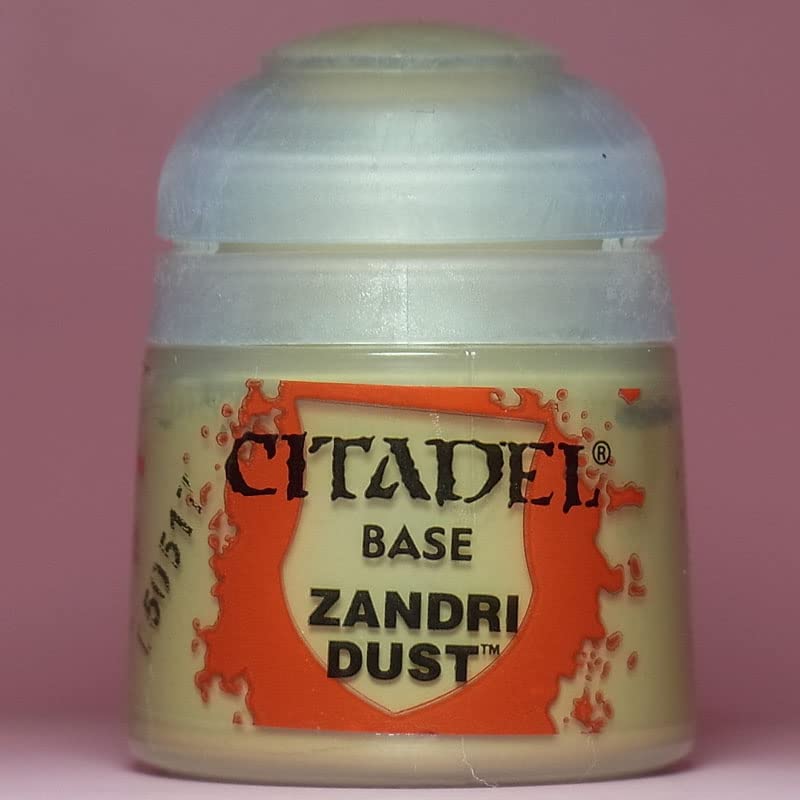 CITADEL®
BASE
ZANDRI
DUST™